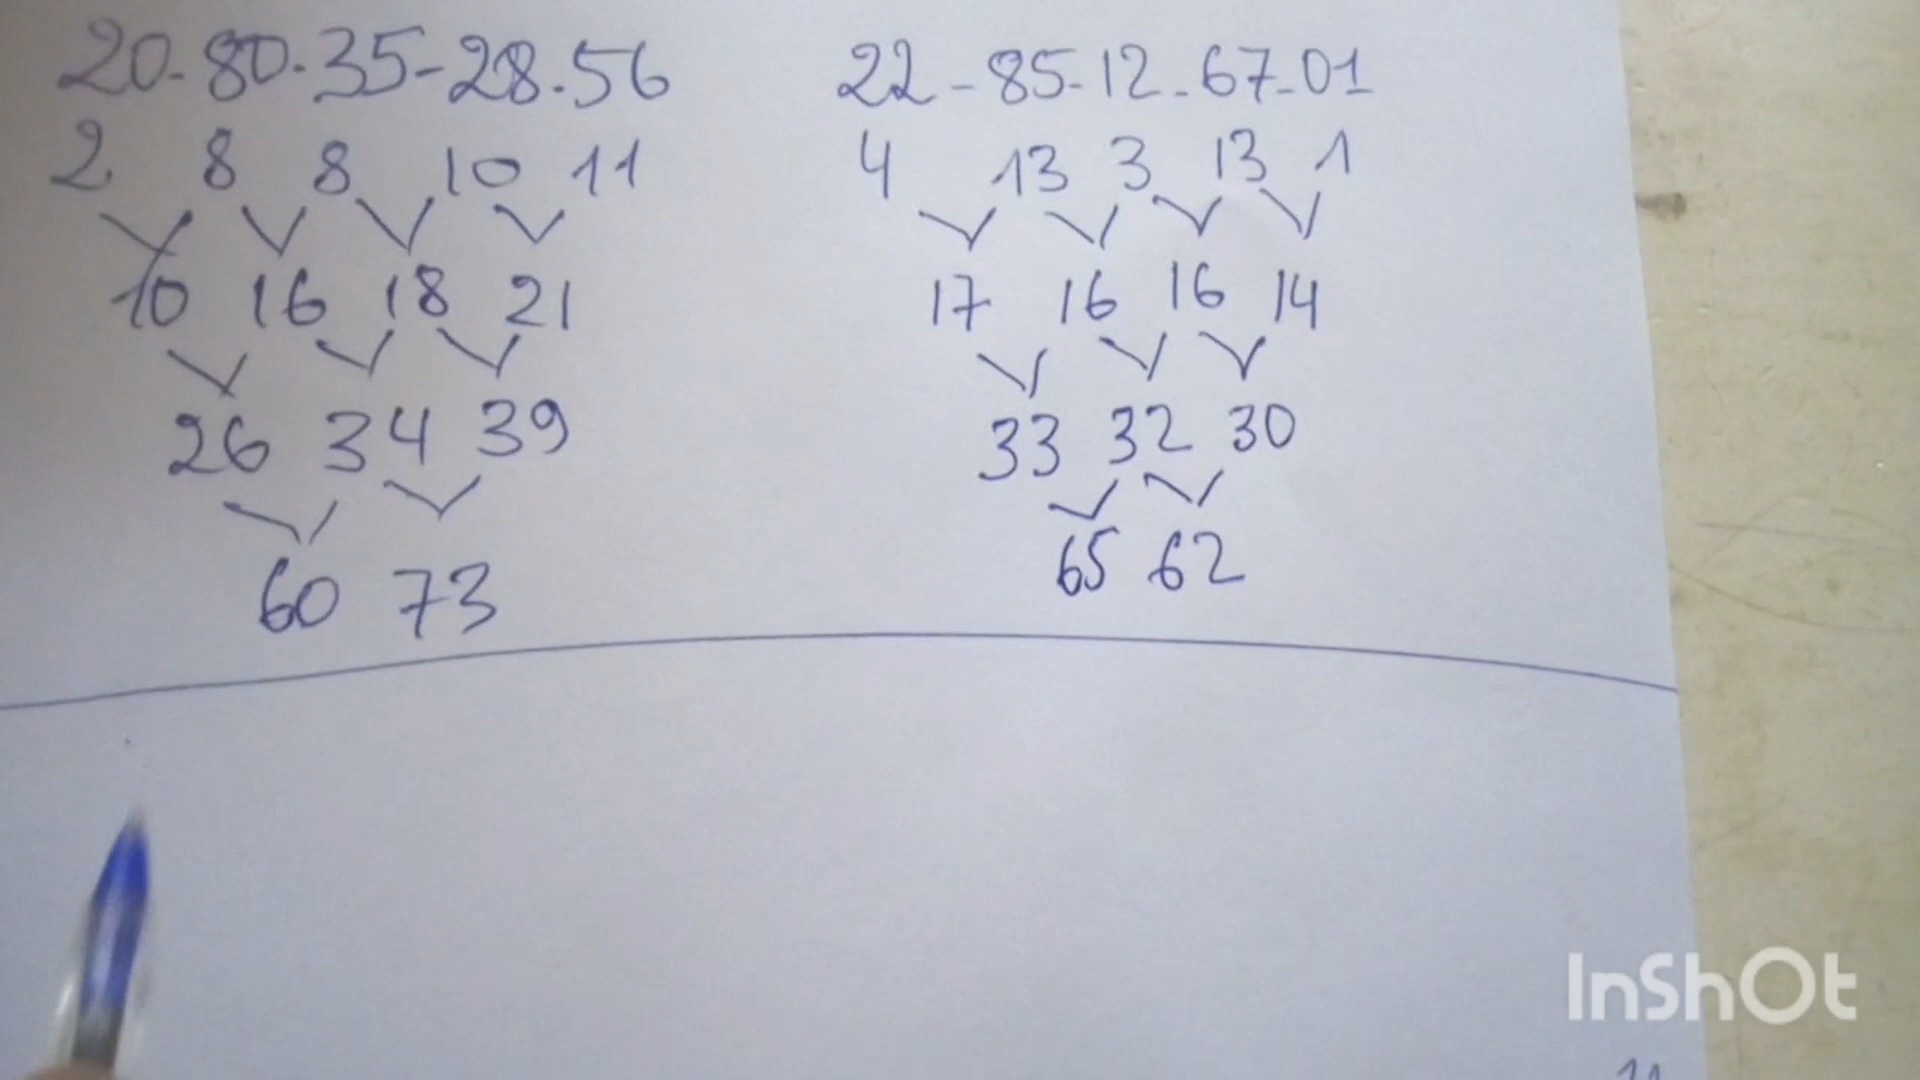 20-80-35-28-56
2 8 8 10 11
10 16 18 21
26 34 39
60 73
22-85-12-67-01
4 13 3 13 1
17 16 16 14
33 32 30
65 62
InShOt